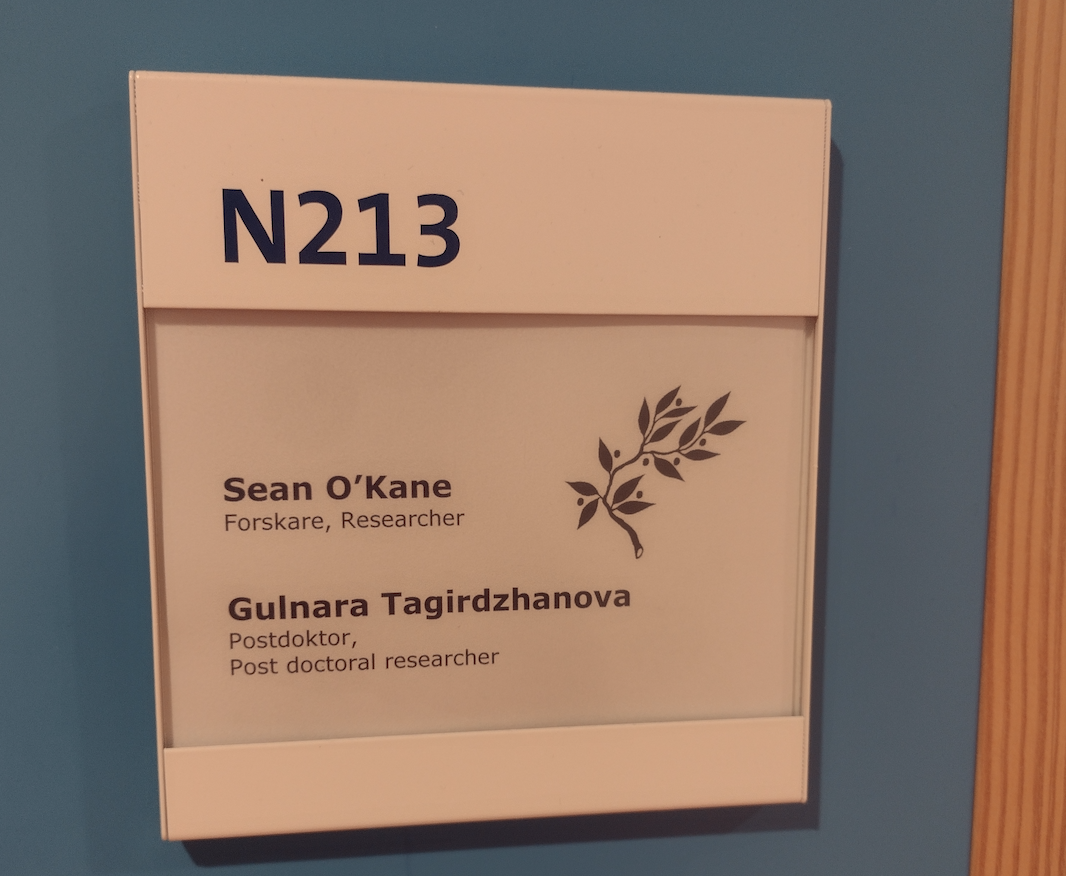 N213
Sean O’Kane
Forskare, Researcher
Gulnara Tagirdzhanova
Postdoktor,
Post doctoral researcher